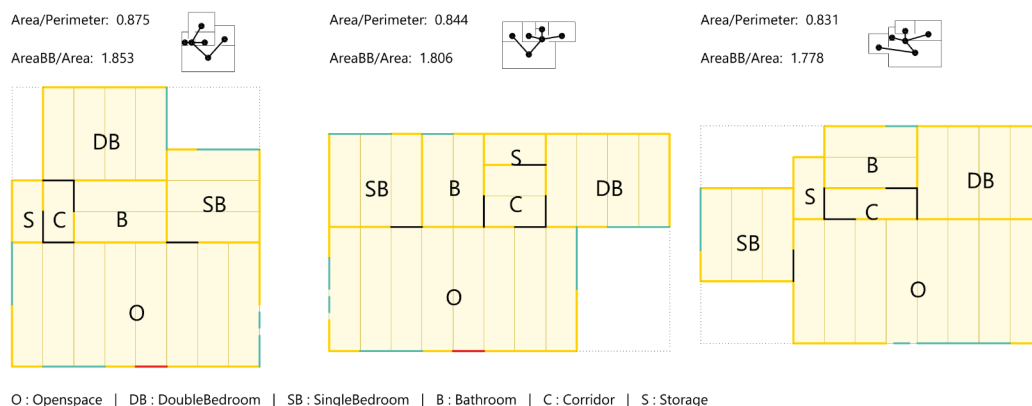 Area/Perimeter: 0.875
AreaBB/Area: 1.853
DB
SB
S
C
B
O
Area/Perimeter: 0.844
AreaBB/Area: 1.806
S
SB
B
C
DB
O
Area/Perimeter: 0.831
AreaBB/Area: 1.778
B
DB
S
C
SB
O
O : Openspace | DB : DoubleBedroom | SB : SingleBedroom | B : Bathroom | C : Corridor | S : Storage